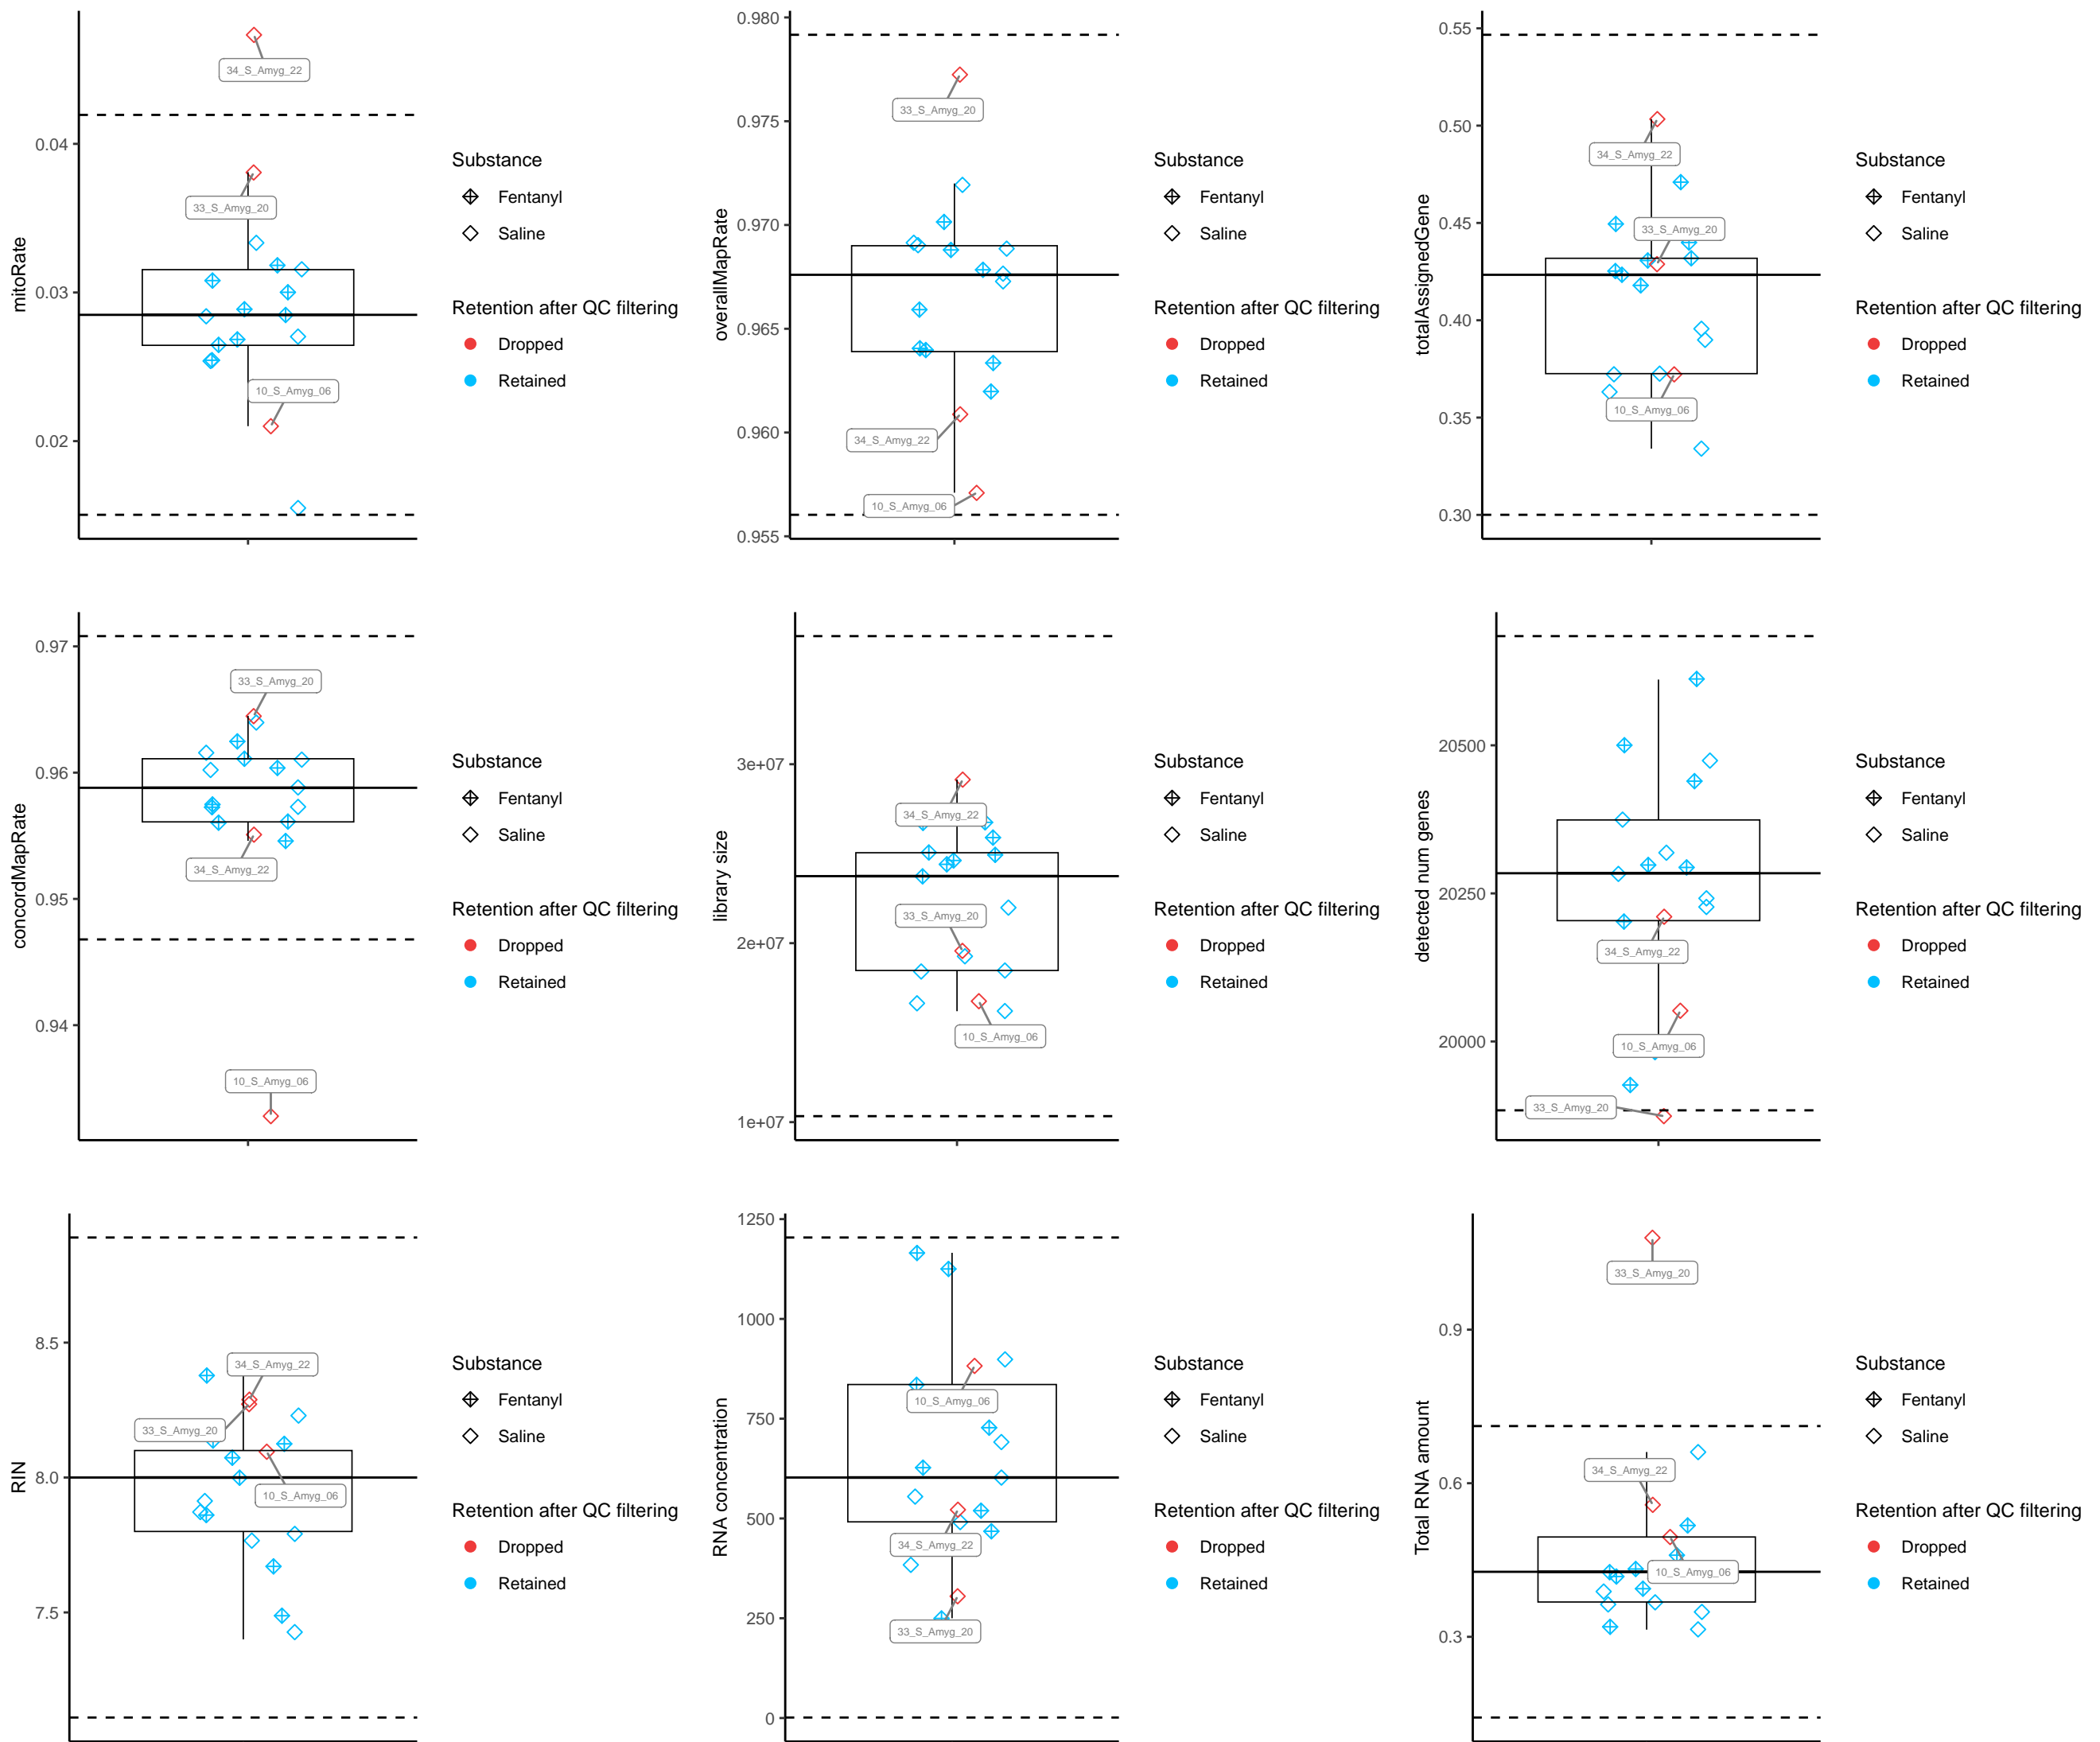 mitoRate
0.04
0.03
0.02
34_S_Amyg_22
33_S_Amyg_20
10_S_Amyg_06
Substance
Fentanyl
Saline
Retention after QC filtering
Dropped
Retained
overallMapRate
0.980
0.975
0.970
0.965
0.960
0.955
33_S_Amyg_20
34_S_Amyg_22
10_S_Amyg_06
Substance
Fentanyl
Saline
Retention after QC filtering
Dropped
Retained
totalAssignedGene
0.55
0.50
0.45
0.40
0.35
0.30
34_S_Amyg_22
33_S_Amyg_20
10_S_Amyg_06
Substance
Fentanyl
Saline
Retention after QC filtering
Dropped
Retained
concordMapRate
0.97
0.96
0.95
0.94
33_S_Amyg_20
34_S_Amyg_22
10_S_Amyg_06
Substance
Fentanyl
Saline
Retention after QC filtering
Dropped
Retained
library size
3e+07
2e+07
1e+07
34_S_Amyg_22
33_S_Amyg_20
10_S_Amyg_06
Substance
Fentanyl
Saline
Retention after QC filtering
Dropped
Retained
detected num genes
20500
20250
20000
34_S_Amyg_22
10_S_Amyg_06
33_S_Amyg_20
Substance
Fentanyl
Saline
Retention after QC filtering
Dropped
Retained
RIN
8.5
8.0
7.5
34_S_Amyg_22
33_S_Amyg_20
10_S_Amyg_06
Substance
Fentanyl
Saline
Retention after QC filtering
Dropped
Retained
RNA concentration
1250
1000
750
500
250
0
10_S_Amyg_06
34_S_Amyg_22
33_S_Amyg_20
Substance
Fentanyl
Saline
Retention after QC filtering
Dropped
Retained
Total RNA amount
0.9
0.6
0.3
33_S_Amyg_20
34_S_Amyg_22
10_S_Amyg_06
Substance
Fentanyl
Saline
Retention after QC filtering
Dropped
Retained